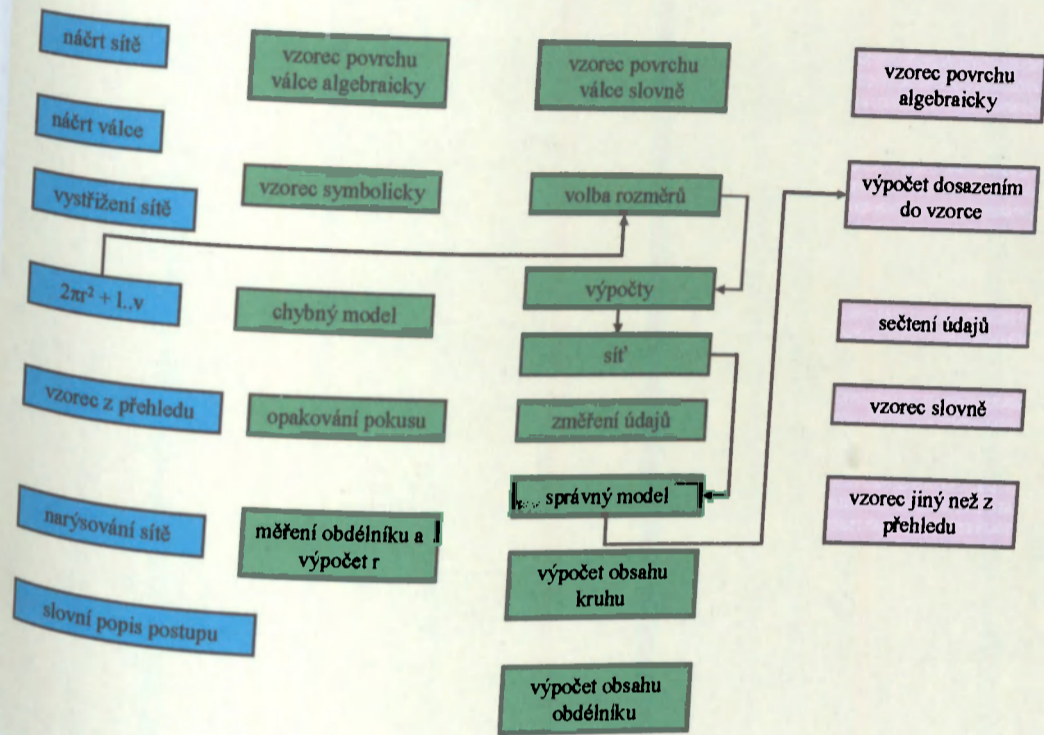 náčrt sítě
náčrt válce
vystřižení sítě
2πr² + l..v
vzorec z přehledu
narýsování sítě
slovní popis postupu
vzorec povrchu
válce algebraicky
vzorec symbolicky
chybný model
opakování pokusu
měření obdélníku a
výpočet r
vzorec povrchu
válce slovně
volba rozměrů
výpočty
síť
změření údajů
správný model
výpočet obsahu
kruhu
výpočet obsahu
obdélníku
vzorec povrchu
algebraicky
výpočet dosazením
do vzorce
sečtení údajů
vzorec slovně
vzorec jiný než z
přehledu